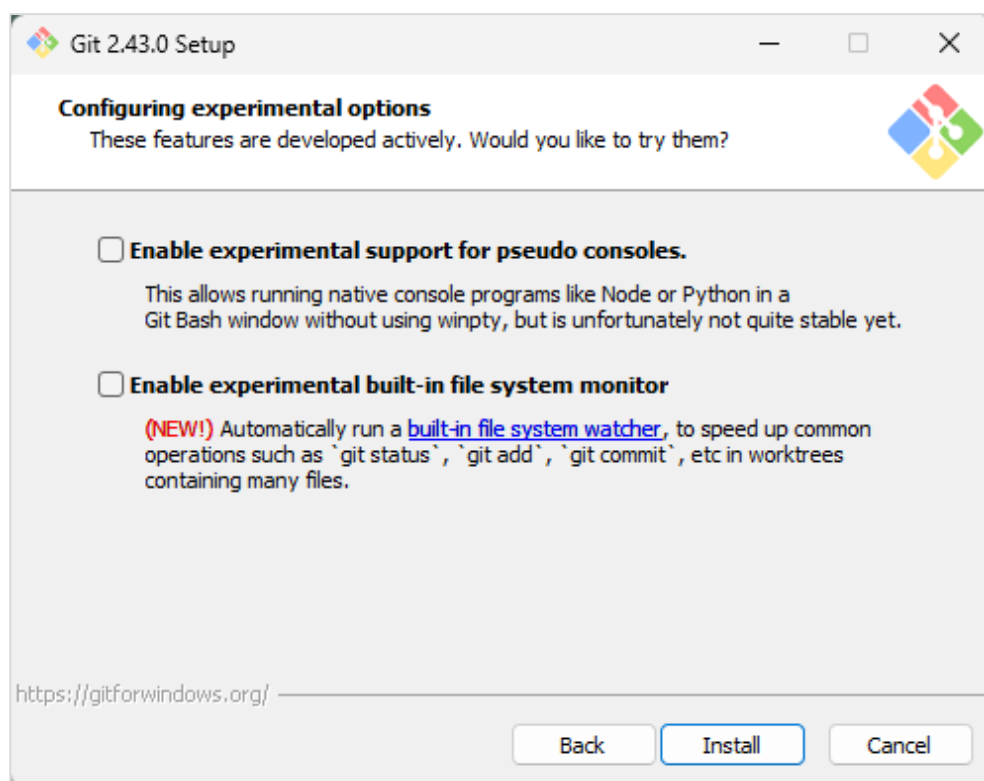 Git 2.43.0 Setup
Configuring experimental options
These features are developed actively. Would you like to try them?
Enable experimental support for pseudo consoles.
This allows running native console programs like Node or Python in a
Git Bash window without using winpty, but is unfortunately not quite stable yet.
Enable experimental built-in file system monitor
(NEW!) Automatically run a built-in file system watcher, to speed up common
operations such as `git status`, `git add`, `git commit`, etc in worktrees
containing many files.
https://gitforwindows.org/
Back Install Cancel